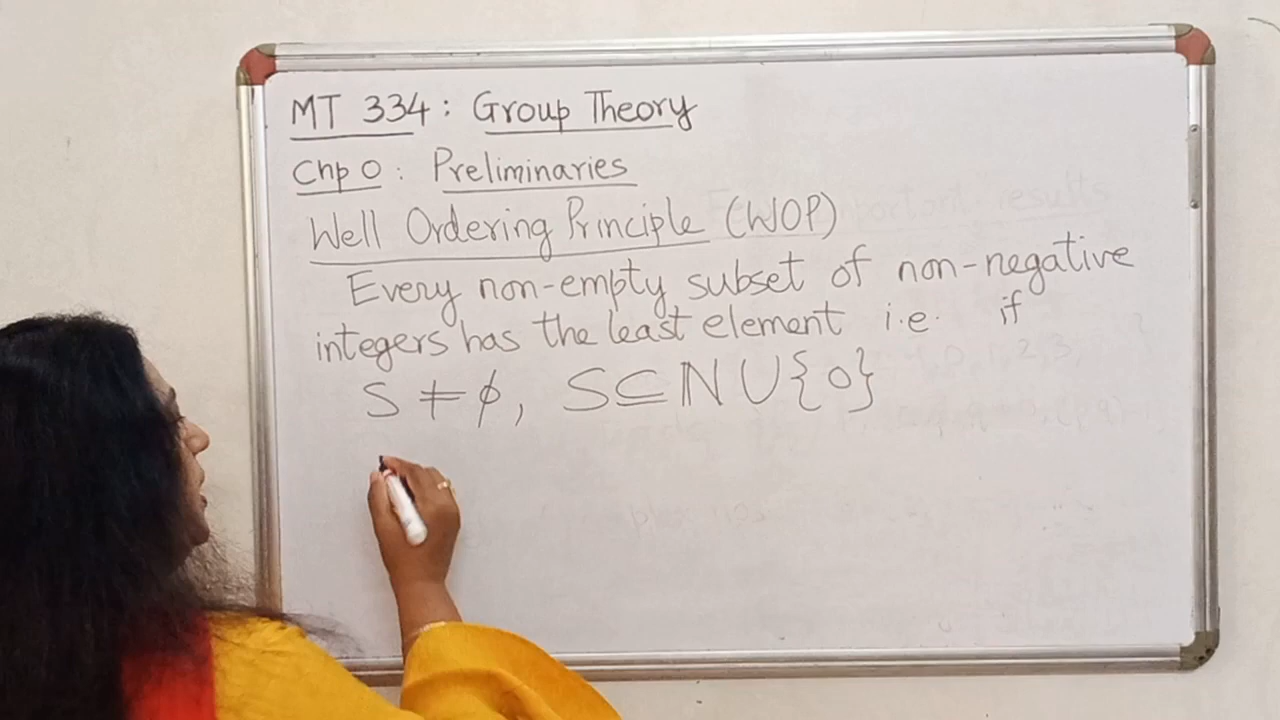 MT 334 : Group Theory
Chp 0 : Preliminaries
Well Ordering Principle (WOP)
Every non-empty subset of non-negative
integers has the least element i.e. if
S ≠ ϕ, S ⊆ ℕ ∪ {0}